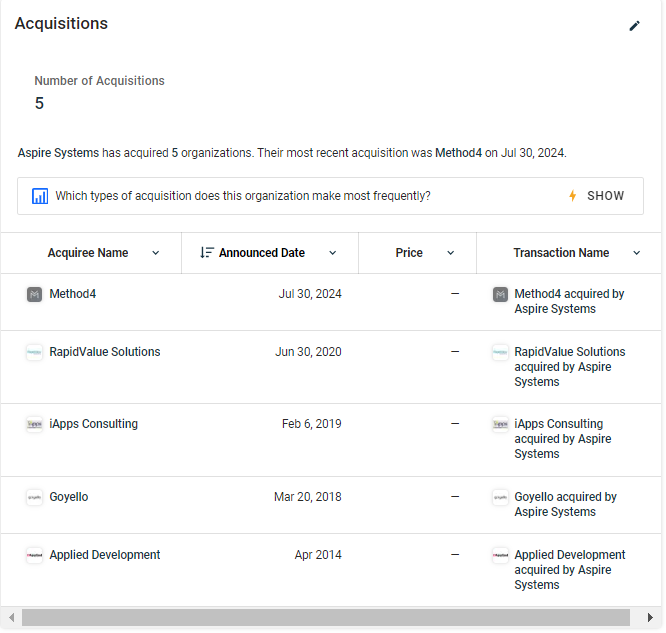 Acquisitions
Number of Acquisitions
5
Aspire Systems has acquired 5 organizations. Their most recent acquisition was Method4 on Jul 30, 2024.
Which types of acquisition does this organization make most frequently? SHOW
Acquiree Name Announced Date Price Transaction Name
Method4 Jul 30, 2024 — Method4 acquired by
Aspire Systems
RapidValue Solutions Jun 30, 2020 — RapidValue Solutions
acquired by Aspire
Systems
iApps Consulting Feb 6, 2019 — iApps Consulting
acquired by Aspire
Systems
Goyello Mar 20, 2018 — Goyello acquired by
Aspire Systems
Applied Development Apr 2014 — Applied Development
acquired by Aspire
Systems